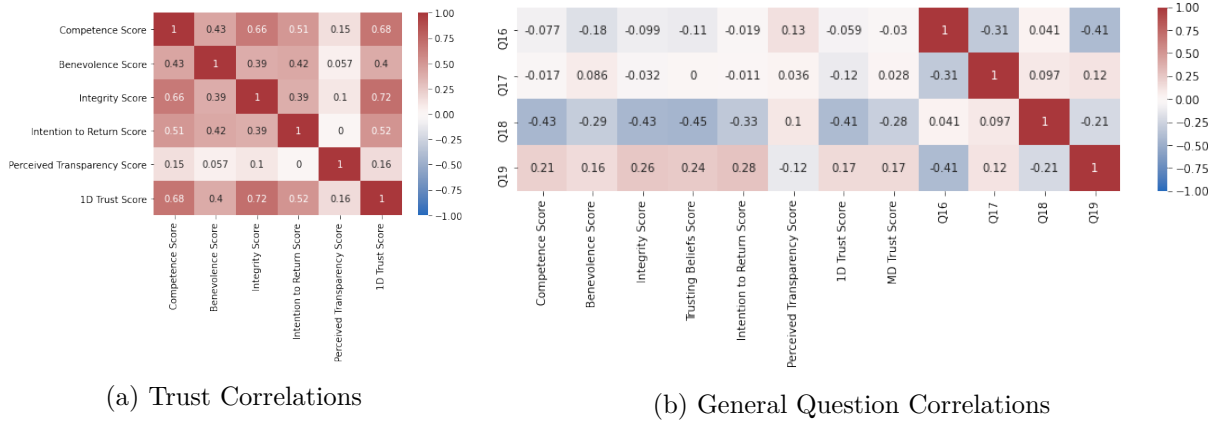 Competence Score 1 0.43 0.66 0.51 0.15 0.68
Benevolence Score 0.43 1 0.39 0.42 0.057 0.4
Integrity Score 0.66 0.39 1 0.39 0.1 0.72
Intention to Return Score 0.51 0.42 0.39 1 0 0.52
Perceived Transparency Score 0.15 0.057 0.1 0 1 0.16
1D Trust Score 0.68 0.4 0.72 0.52 0.16 1
Competence Score
Benevolence Score
Integrity Score
Intention to Return Score
Perceived Transparency Score
1D Trust Score
1.00
0.75
0.50
0.25
0.00
−0.25
−0.50
−0.75
−1.00
(a) Trust Correlations
Q16 -0.077 -0.18 -0.099 -0.11 -0.019 0.13 -0.059 -0.03 1 -0.31 0.041 -0.41
Q17 -0.017 0.086 -0.032 0 -0.011 0.036 -0.12 0.028 -0.31 1 0.097 0.12
Q18 -0.43 -0.29 -0.43 -0.45 -0.33 0.1 -0.41 -0.28 0.041 0.097 1 -0.21
Q19 0.21 0.16 0.26 0.24 0.28 -0.12 0.17 0.17 -0.41 0.12 -0.21 1
Competence Score
Benevolence Score
Integrity Score
Trusting Beliefs Score
Intention to Return Score
Perceived Transparency Score
1D Trust Score
MD Trust Score
Q16
Q17
Q18
Q19
1.00
0.75
0.50
0.25
0.00
−0.25
−0.50
−0.75
−1.00
(b) General Question Correlations